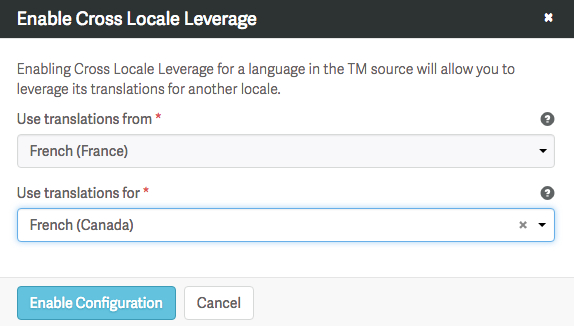 Enable Cross Locale Leverage
Enabling Cross Locale Leverage for a language in the TM source will allow you to
leverage its translations for another locale.
Use translations from *
French (France)
Use translations for *
French (Canada)
Enable Configuration Cancel